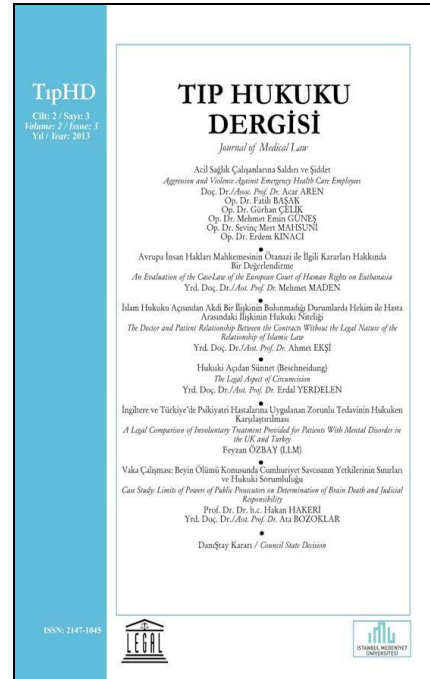 TıpHD
Cilt: 2 / Sayı: 3
Volume: 2 / Issue: 3
Yıl / Year: 2013
TIP HUKUKU
DERGİSİ
Journal of Medical Law
Acil Sağlık Çalışanlarına Saldırı ve Şiddet
Aggression and Violence Against Emergency Health Care Employees
Doç. Dr./Assoc. Prof. Dr. Acar AREN
Op. Dr. Fatih BAŞAK
Op. Dr. Gürhan ÇELİK
Op. Dr. Mehmet Emin GÜNEŞ
Op. Dr. Sevinç Mert MAHSUNİ
Op. Dr. Erdem KINACI
Avrupa İnsan Hakları Mahkemesinin Ötanazi ile İlgili Kararları Hakkında
Bir Değerlendirme
An Evaluation of the Case-Law of the European Court of Human Rights on Euthanasia
Yrd. Doç. Dr./Asst. Prof. Dr. Mehmet MADEN
İslam Hukuku Açısından Akdi Bir İlişkinin Bulunmadığı Durumlarda Hekim ile Hasta
Arasındaki İlişkinin Hukuki Niteliği
The Doctor and Patient Relationship Between the Contracts Without the Legal Nature of the
Relationship of Islamic Law
Yrd. Doç. Dr./Asst. Prof. Dr. Ahmet EKŞİ
Hukuki Açıdan Sünnet (Beschneidung)
The Legal Aspect of Circumcision
Yrd. Doç. Dr./Asst. Prof. Dr. Erdal YERDELEN
İngiltere ve Türkiye'de Psikiyatri Hastalarına Uygulanan Zorunlu Tedavinin Hukuken
Karşılaştırılması
A Legal Comparison of Involuntary Treatment Provided for Patients With Mental Disorder in
the UK and Turkey
Feyzan ÖZBAY (LLM)
Vaka Çalışması: Beyin Ölümü Konusunda Cumhuriyet Savcısının Yetkilerinin Sınırları
ve Hukuki Sorumluluğu
Case Study: Limits of Powers of Public Prosecutors on Determination of Brain Death and Judicial
Responsibility
Prof. Dr. Dr. h.c. Hakan HAKERİ
Yrd. Doç. Dr./Asst. Prof. Dr. Ata BOZOKLAR
Danıştay Kararı / Council State Decision
ISSN: 2147-1045
LEGAL
İSTANBUL MEDENİYET
ÜNİVERSİTESİ